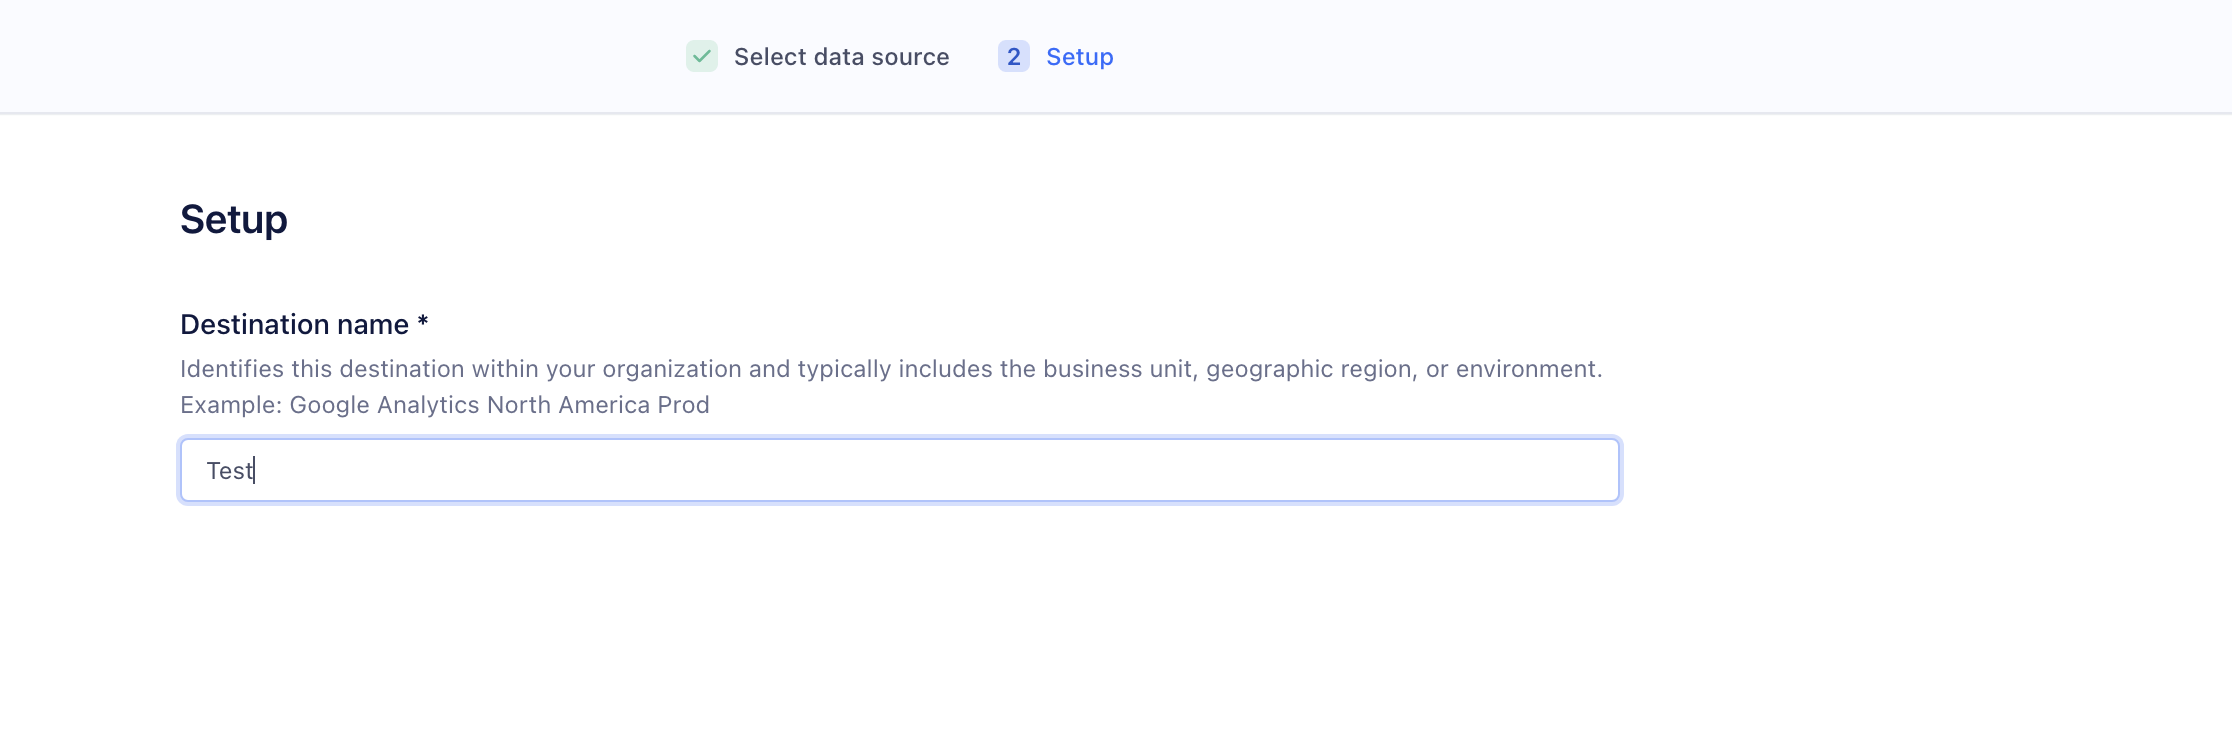 Select data source 2 Setup
Setup
Destination name *
Identifies this destination within your organization and typically includes the business unit, geographic region, or environment.
Example: Google Analytics North America Prod
Test